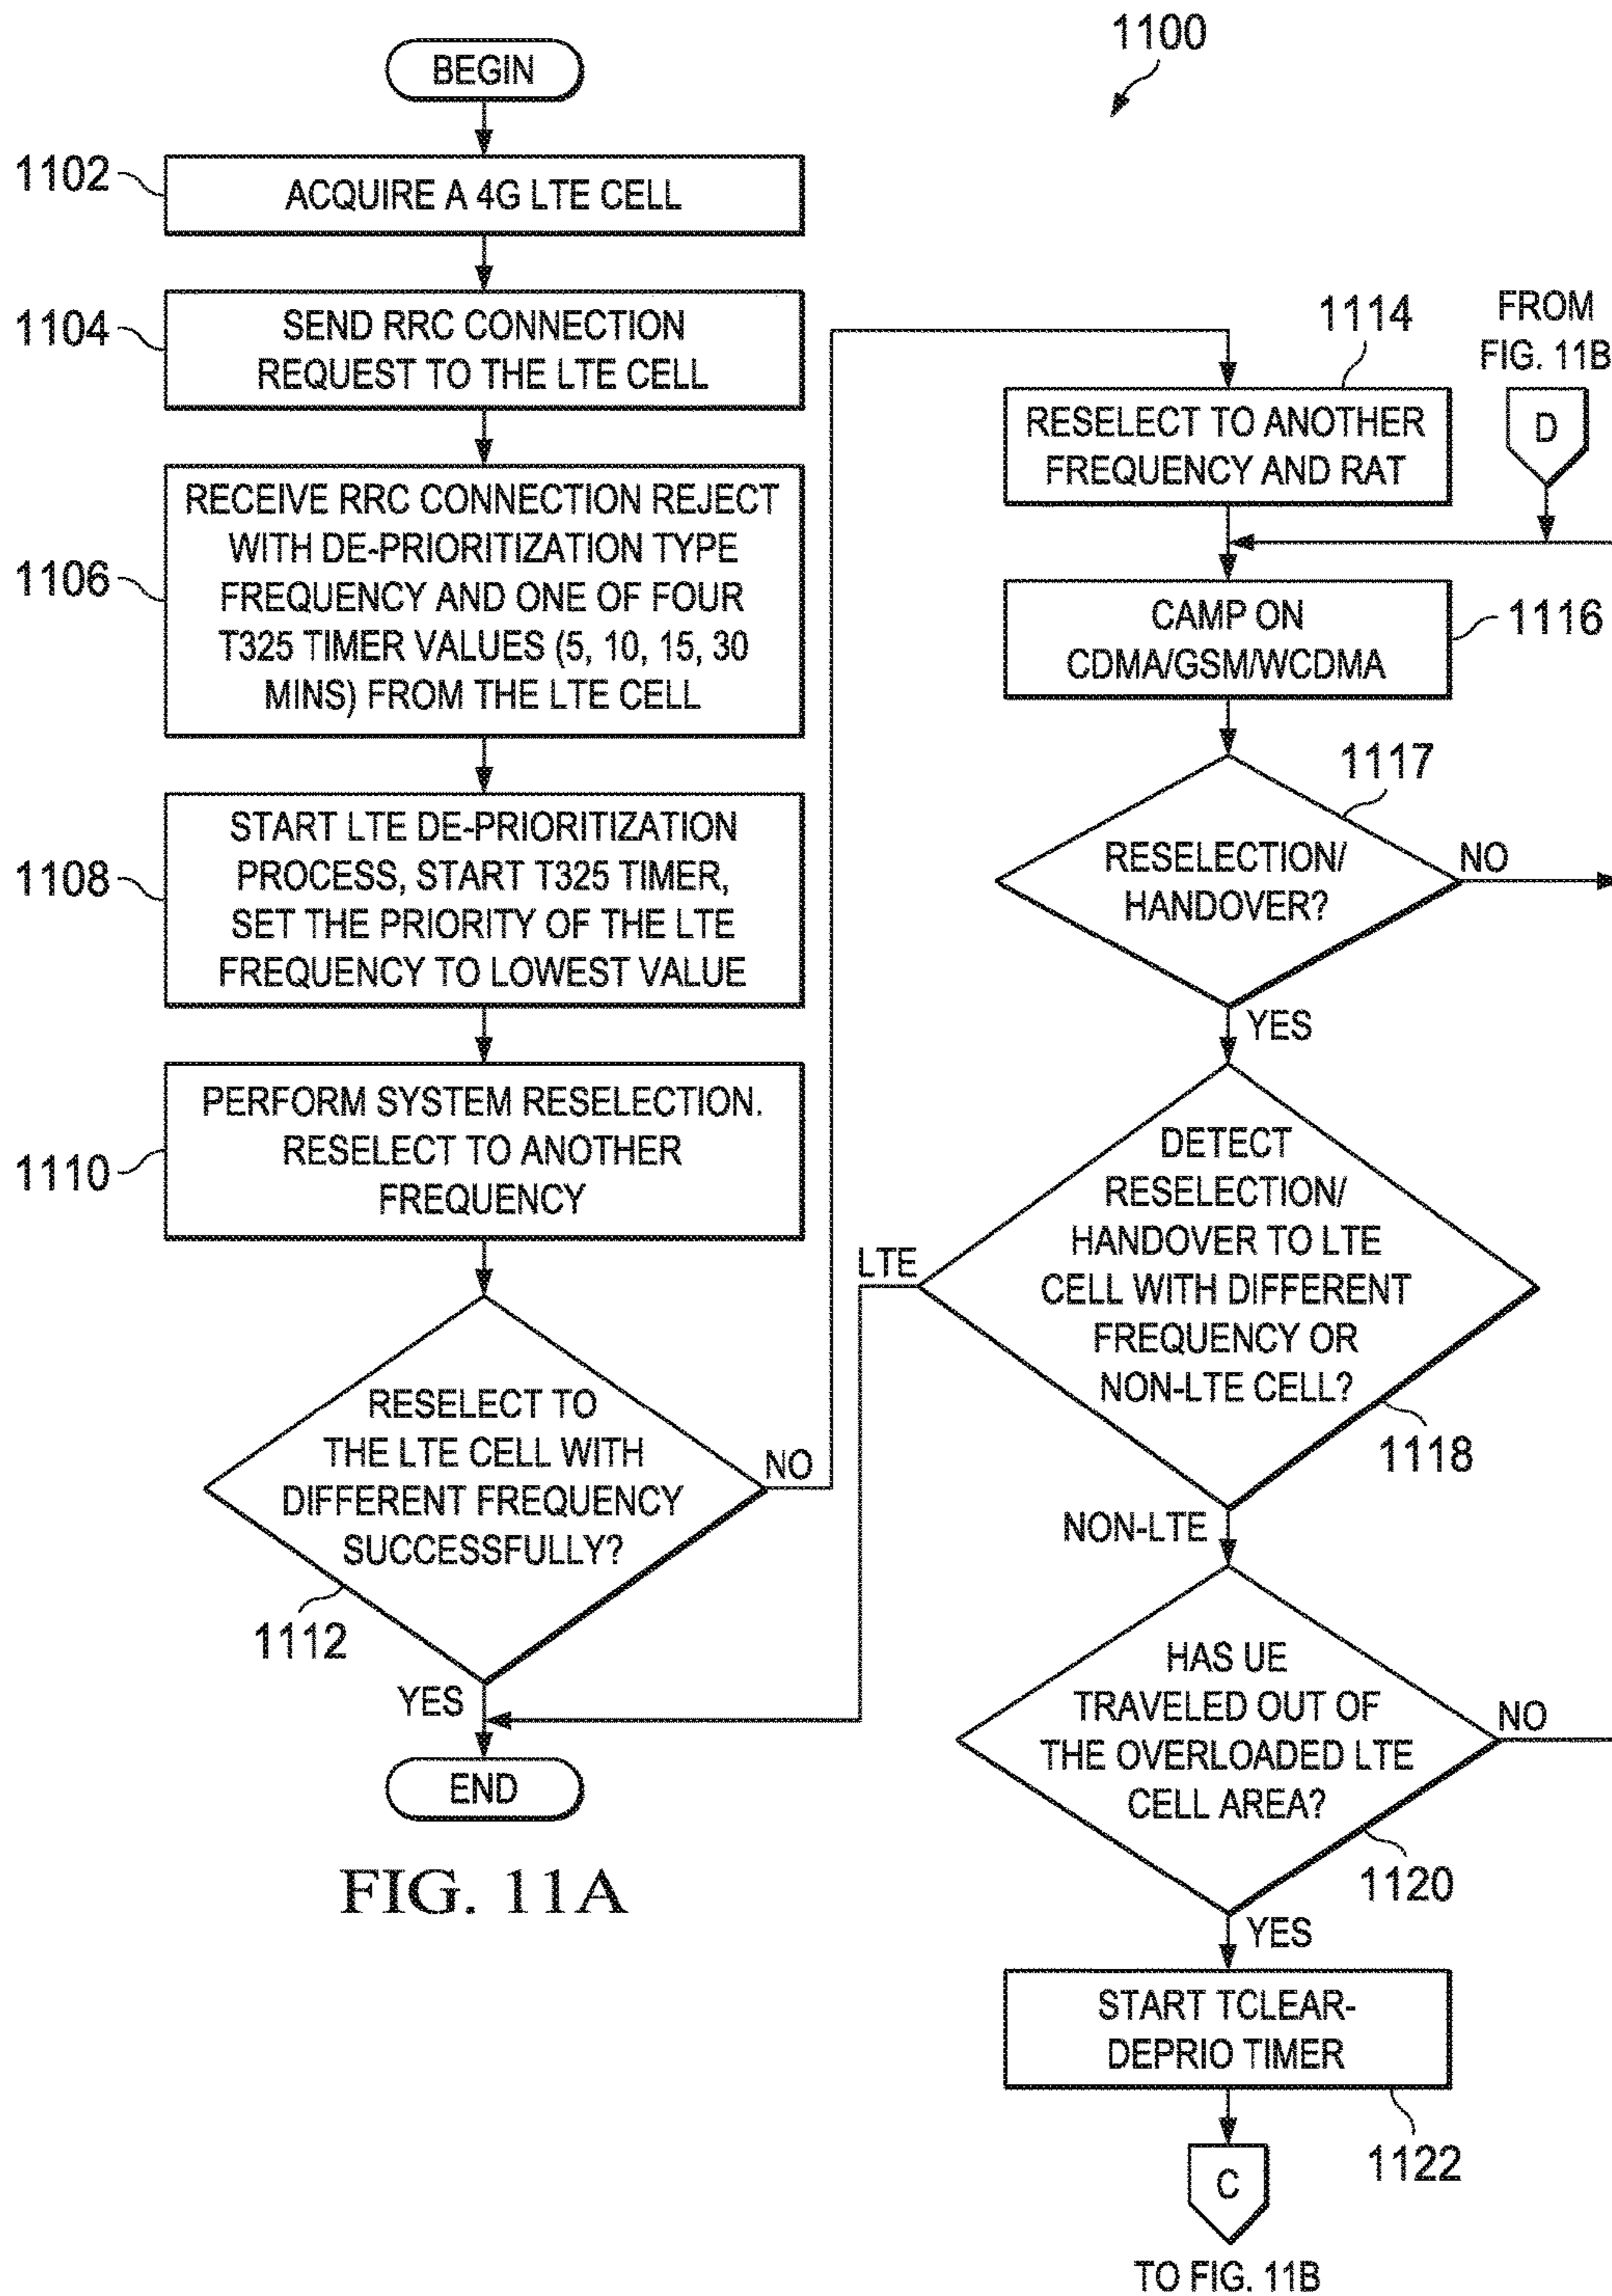 1100
BEGIN
1102
ACQUIRE A 4G LTE CELL
1104
SEND RRC CONNECTION
REQUEST TO THE LTE CELL
1106
RECEIVE RRC CONNECTION REJECT
WITH DE-PRIORITIZATION TYPE
FREQUENCY AND ONE OF FOUR
T325 TIMER VALUES (5, 10, 15, 30
MINS) FROM THE LTE CELL
1108
START LTE DE-PRIORITIZATION
PROCESS, START T325 TIMER,
SET THE PRIORITY OF THE LTE
FREQUENCY TO LOWEST VALUE
1110
PERFORM SYSTEM RESELECTION.
RESELECT TO ANOTHER
FREQUENCY
RESELECT TO
THE LTE CELL WITH
DIFFERENT FREQUENCY
SUCCESSFULLY?
NO
1112
YES
END
FIG. 11A
1114
RESELECT TO ANOTHER
FREQUENCY AND RAT
FROM
FIG. 11B
D
CAMP ON
CDMA/GSM/WCDMA
1116
1117
RESELECTION/
HANDOVER?
NO
YES
DETECT
RESELECTION/
HANDOVER TO LTE
CELL WITH DIFFERENT
FREQUENCY OR
NON-LTE CELL?
LTE
1118
NON-LTE
HAS UE
TRAVELED OUT OF
THE OVERLOADED LTE
CELL AREA?
NO
1120
YES
START TCLEAR-
DEPRIO TIMER
1122
C
TO FIG. 11B